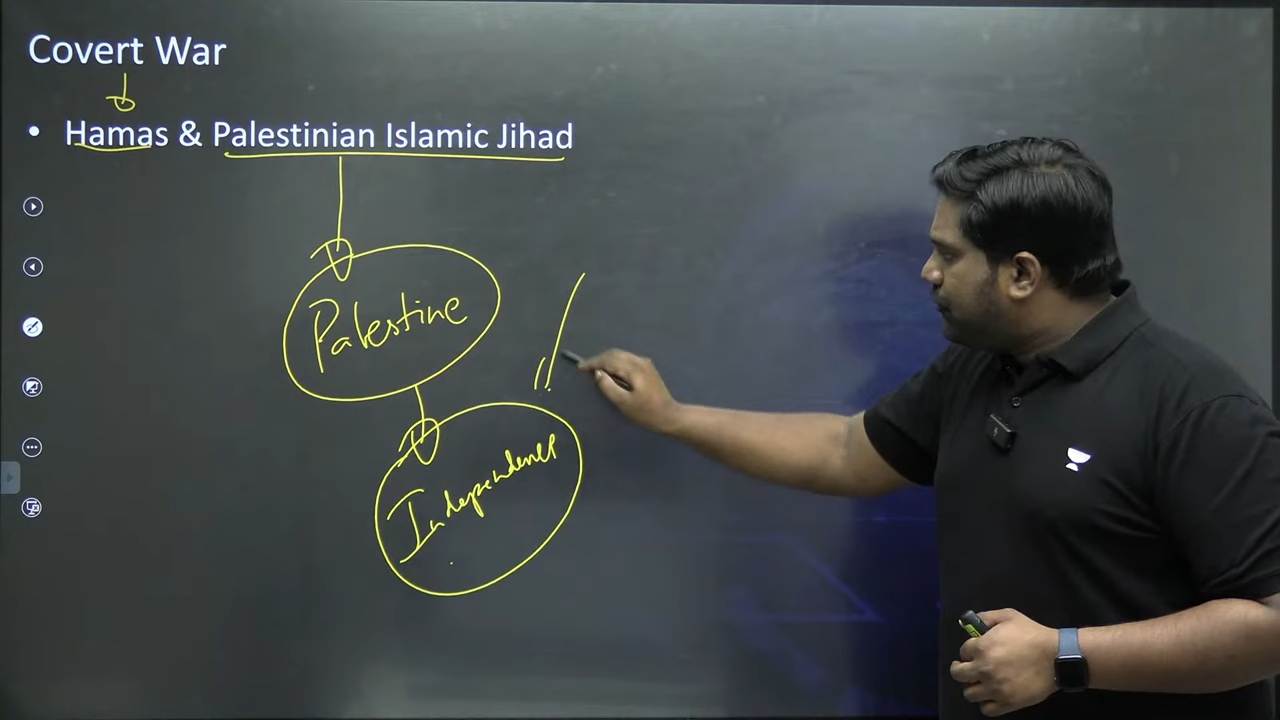 Covert War
• Hamas & Palestinian Islamic Jihad
Palestine
Independence